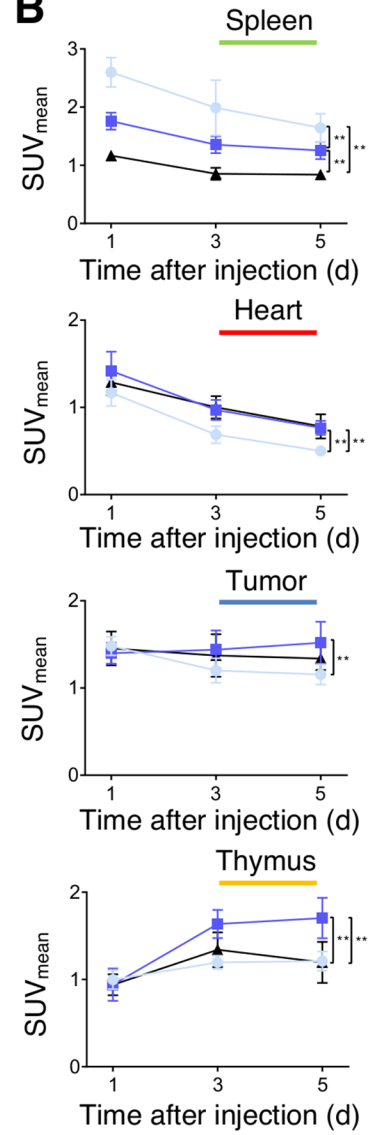 B
Spleen
3
2
1
0
SUVmean
**
**
**
1 3 5
Time after injection (d)
Heart
2
1
0
SUVmean
** **
1 3 5
Time after injection (d)
Tumor
2
1
0
SUVmean
**
1 3 5
Time after injection (d)
Thymus
2
1
0
SUVmean
** **
1 3 5
Time after injection (d)